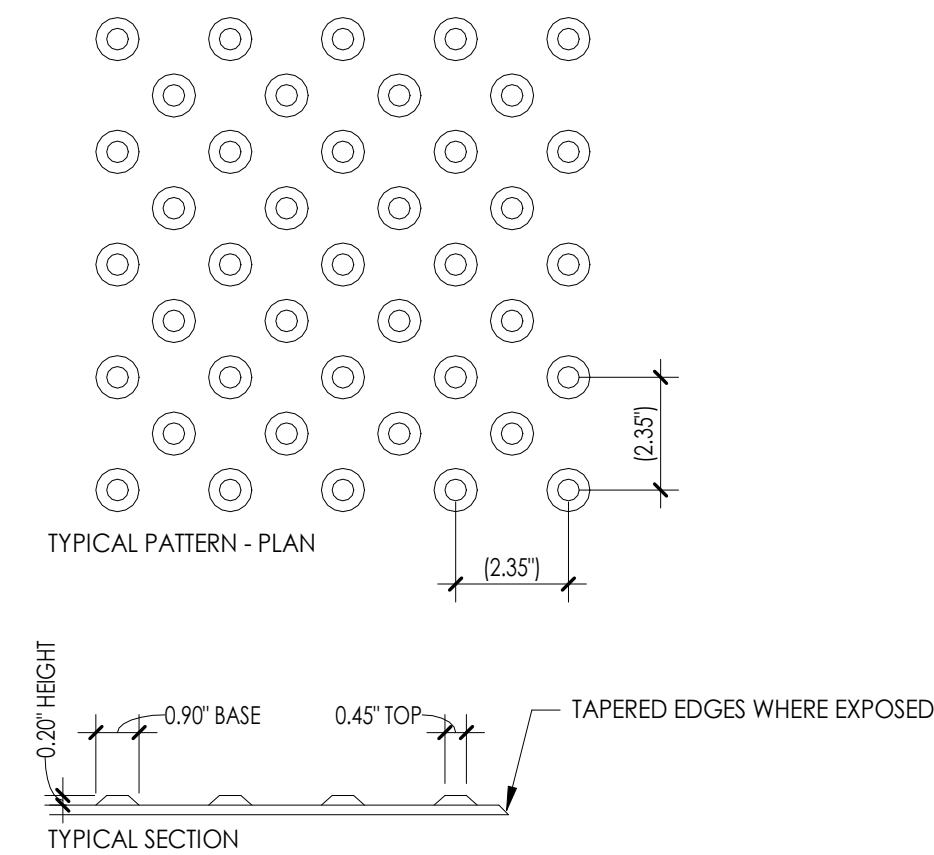 (2.35")
TYPICAL PATTERN - PLAN
(2.35")
0.20" HEIGHT
0.90" BASE
0.45" TOP
TAPERED EDGES WHERE EXPOSED
TYPICAL SECTION